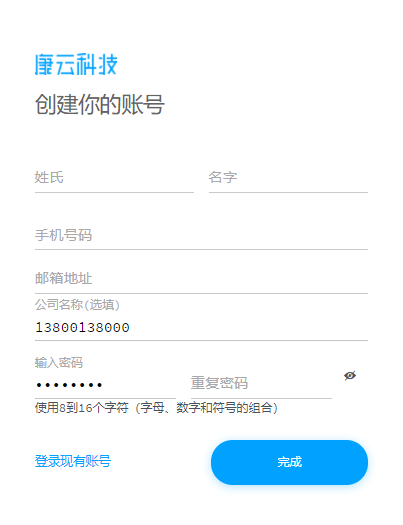 康云科技
创建你的账号
姓氏 名字
手机号码
邮箱地址
公司名称(选填)
13800138000
输入密码
•••••••• 重复密码
使用8到16个字符（字母、数字和符号的组合）
登录现有账号 完成